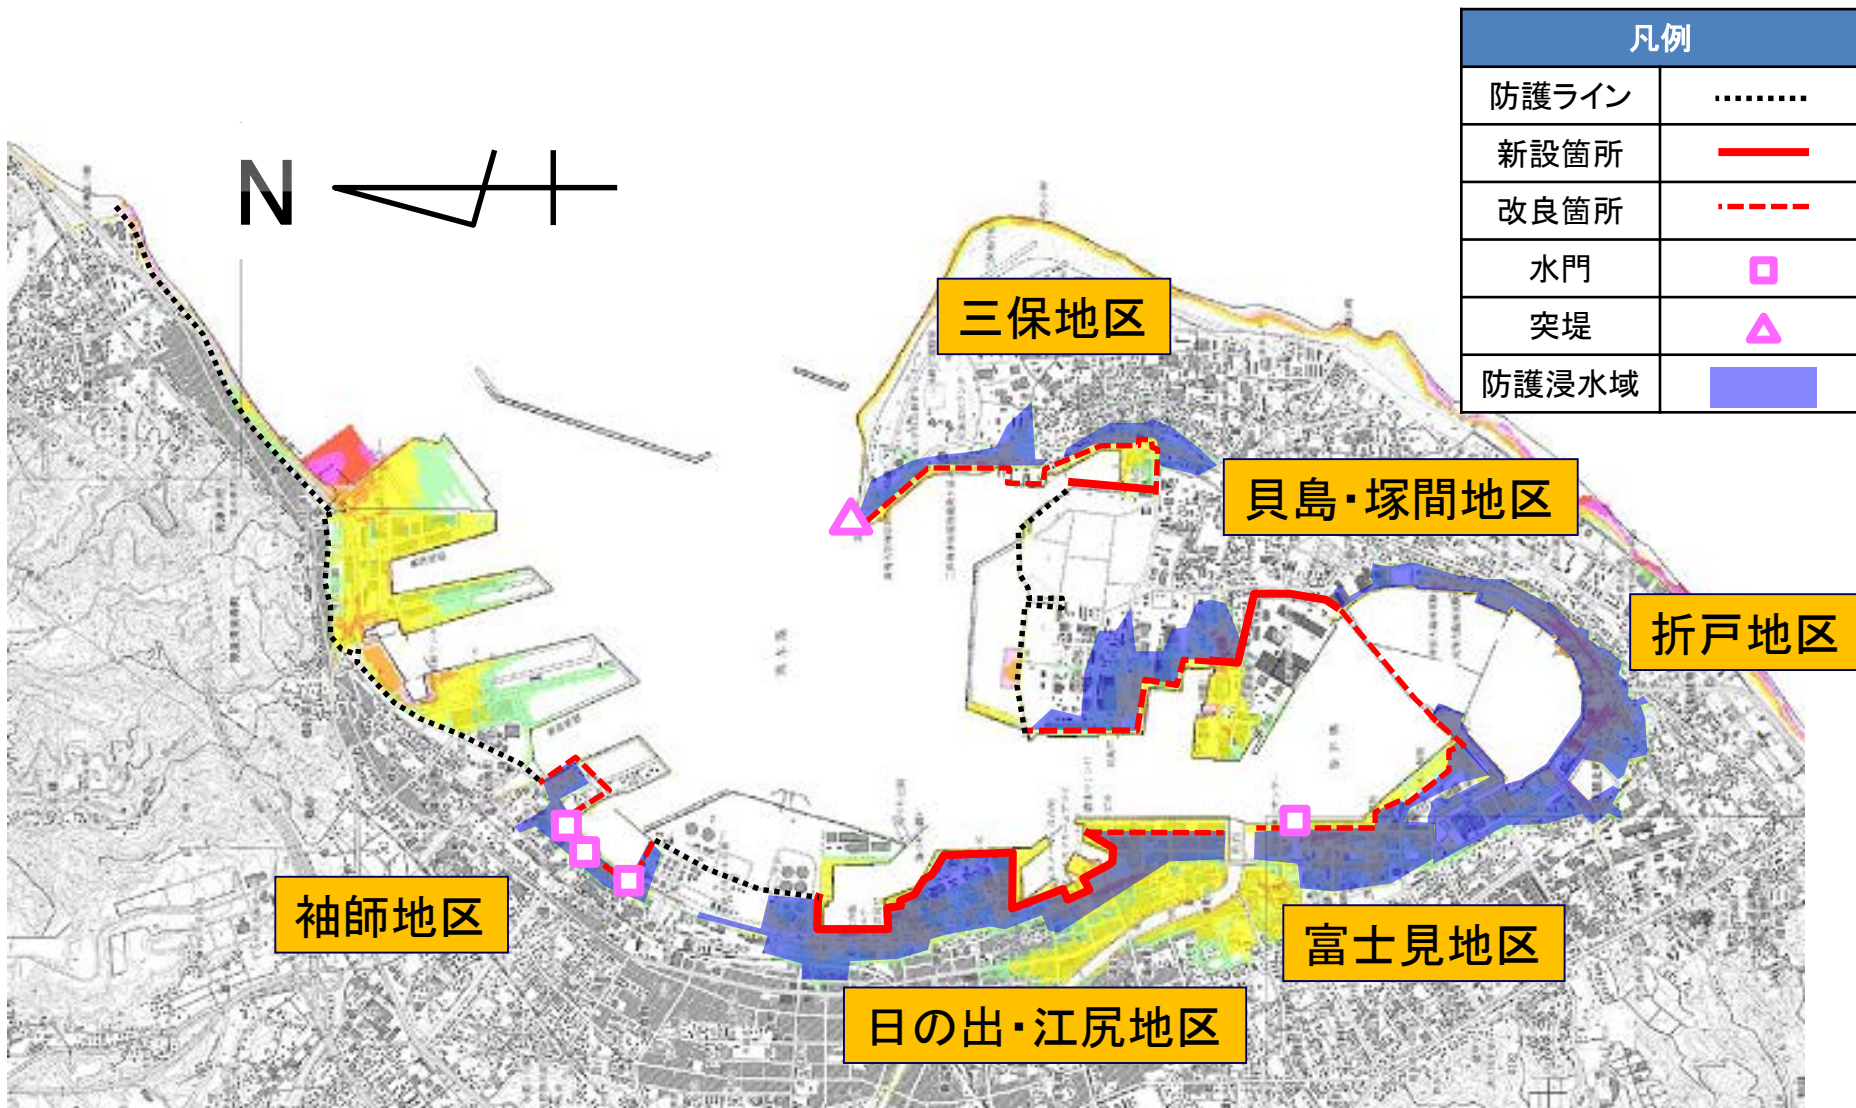 凡例
防護ライン
新設箇所
改良箇所
水門
突堤
防護浸水域
N
三保地区
貝島・塚間地区
折戸地区
袖師地区
富士見地区
日の出・江尻地区